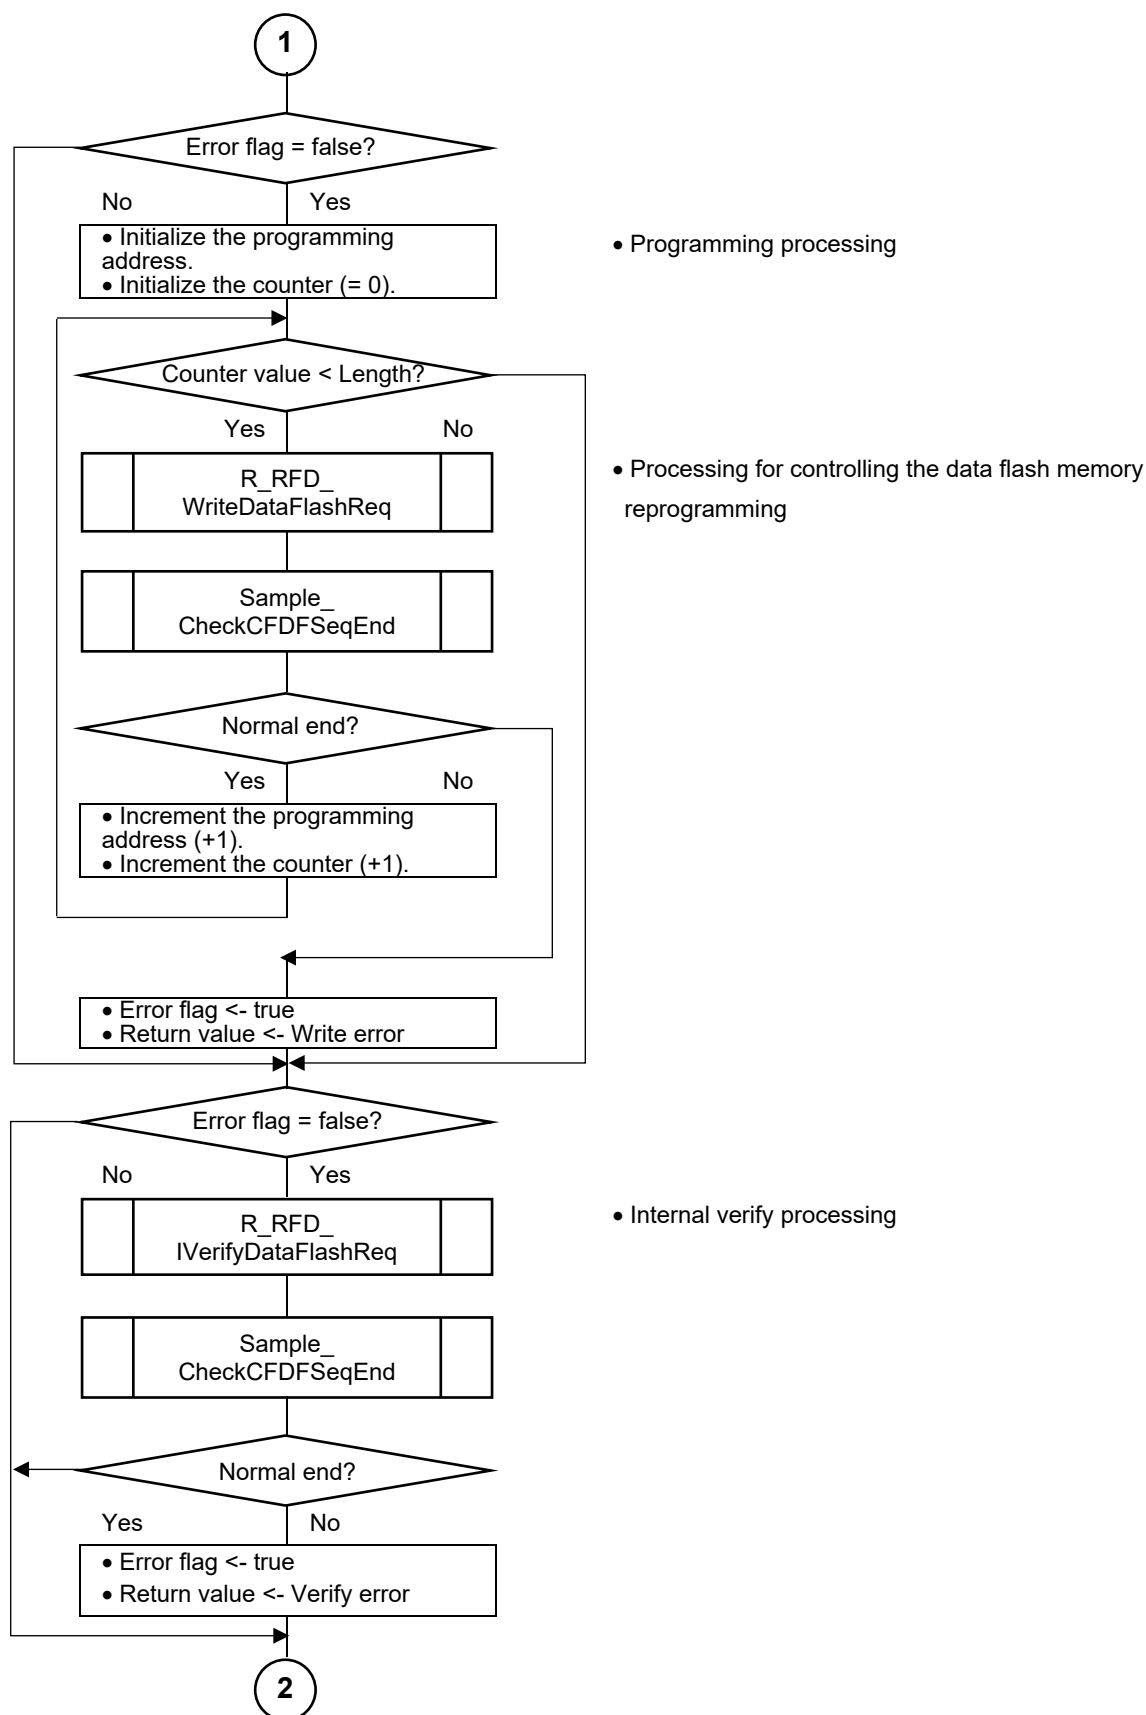 1
Error flag = false?
No
Yes
• Initialize the programming
address.
• Initialize the counter (= 0).
• Programming processing
Counter value < Length?
Yes
No
R_RFD_
WriteDataFlashReq
• Processing for controlling the data flash memory
reprogramming
Sample_
CheckCFDFSeqEnd
Normal end?
Yes
No
• Increment the programming
address (+1).
• Increment the counter (+1).
• Error flag <- true
• Return value <- Write error
Error flag = false?
No
Yes
R_RFD_
IVerifyDataFlashReq
• Internal verify processing
Sample_
CheckCFDFSeqEnd
Normal end?
Yes
No
• Error flag <- true
• Return value <- Verify error
2